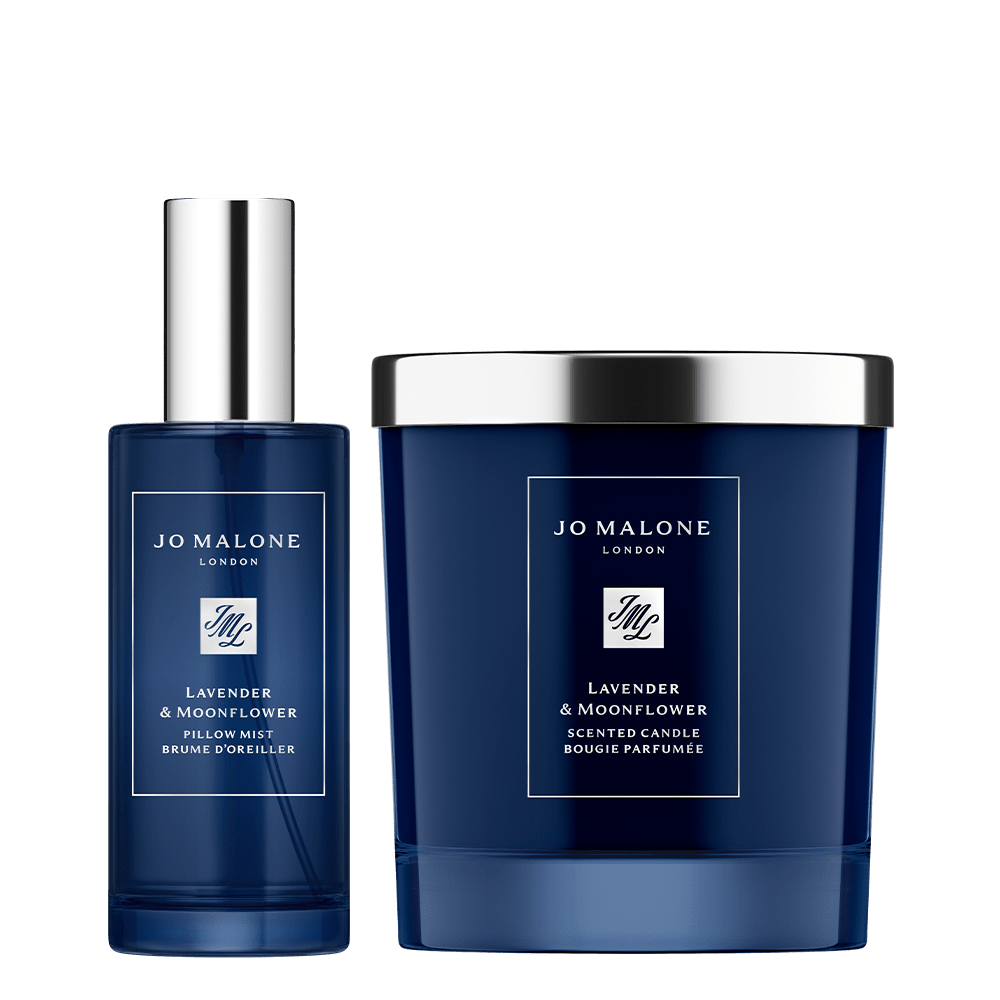 JO MALONE
LONDON
JML
LAVENDER
& MOONFLOWER
PILLOW MIST
BRUME D'OREILLER
JO MALONE
LONDON
JML
LAVENDER
& MOONFLOWER
SCENTED CANDLE
BOUGIE PARFUMÉE